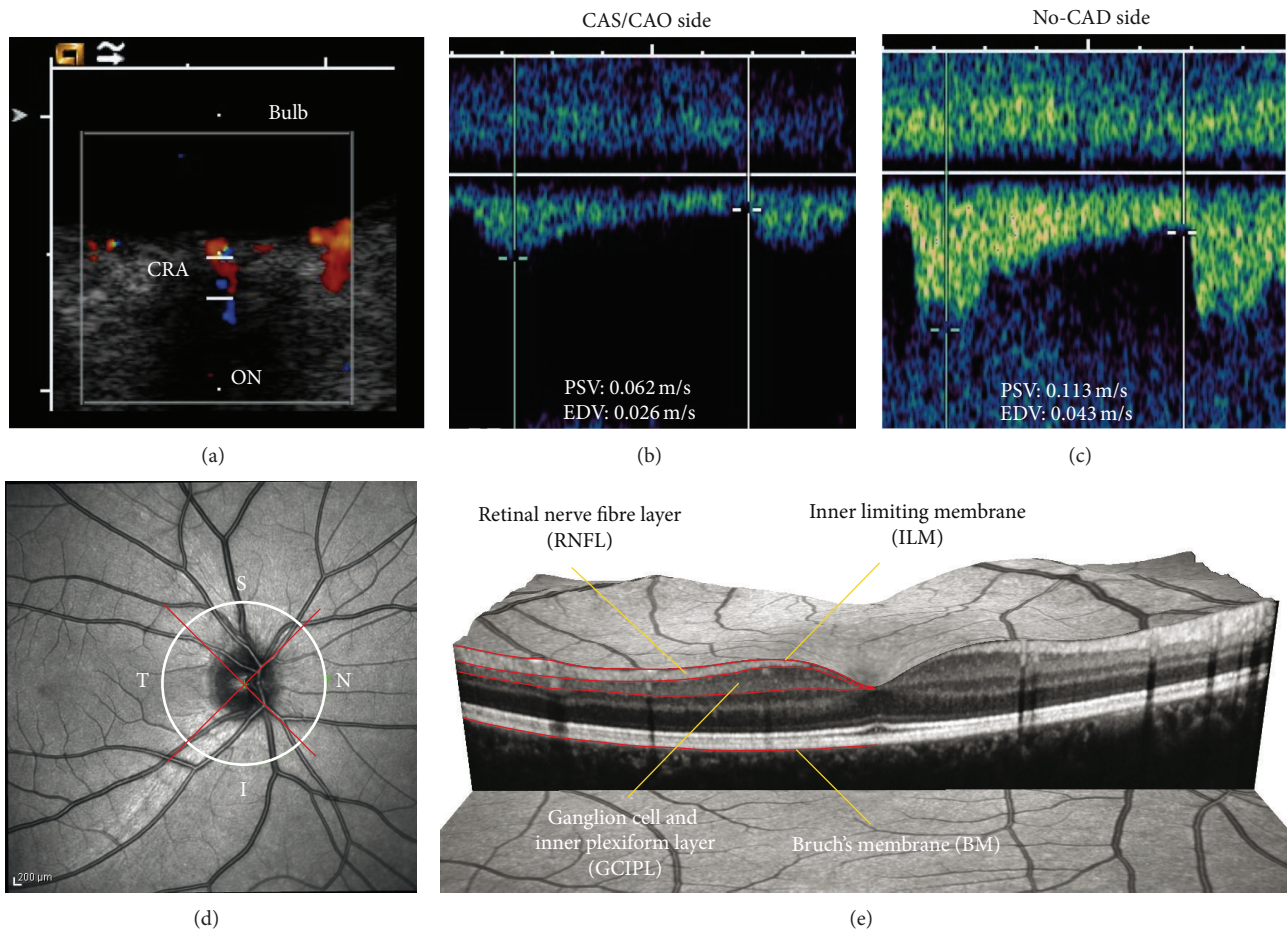 CAS/CAO side
No-CAD side
Bulb
CRA
ON
PSV: 0.062 m/s
EDV: 0.026 m/s
PSV: 0.113 m/s
EDV: 0.043 m/s
(a)
(b)
(c)
S
T
N
I
200 µm
Retinal nerve fibre layer
(RNFL)
Inner limiting membrane
(ILM)
Ganglion cell and
inner plexiform layer
(GCIPL)
Bruch's membrane (BM)
(d)
(e)